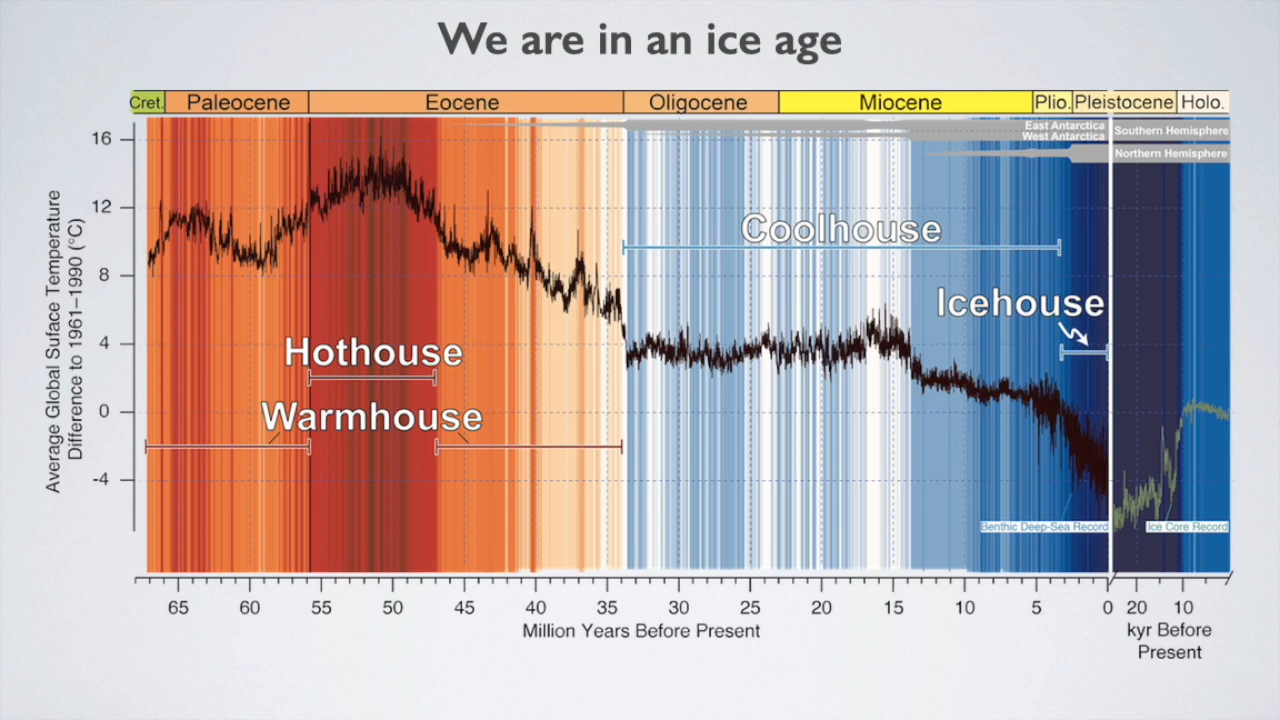 We are in an ice age
Cret. Paleocene Eocene Oligocene Miocene Plio. Pleistocene Holo.
East Antarctica
West Antarctica
Southern Hemisphere
Northern Hemisphere
16
12
8
4
0
-4
Average Global Suface Temperature
Difference to 1961–1990 (°C)
Coolhouse
Icehouse
Hothouse
Warmhouse
Benthic Deep-Sea Record
Ice Core Record
65 60 55 50 45 40 35 30 25 20 15 10 5 0 20 10
Million Years Before Present
kyr Before
Present